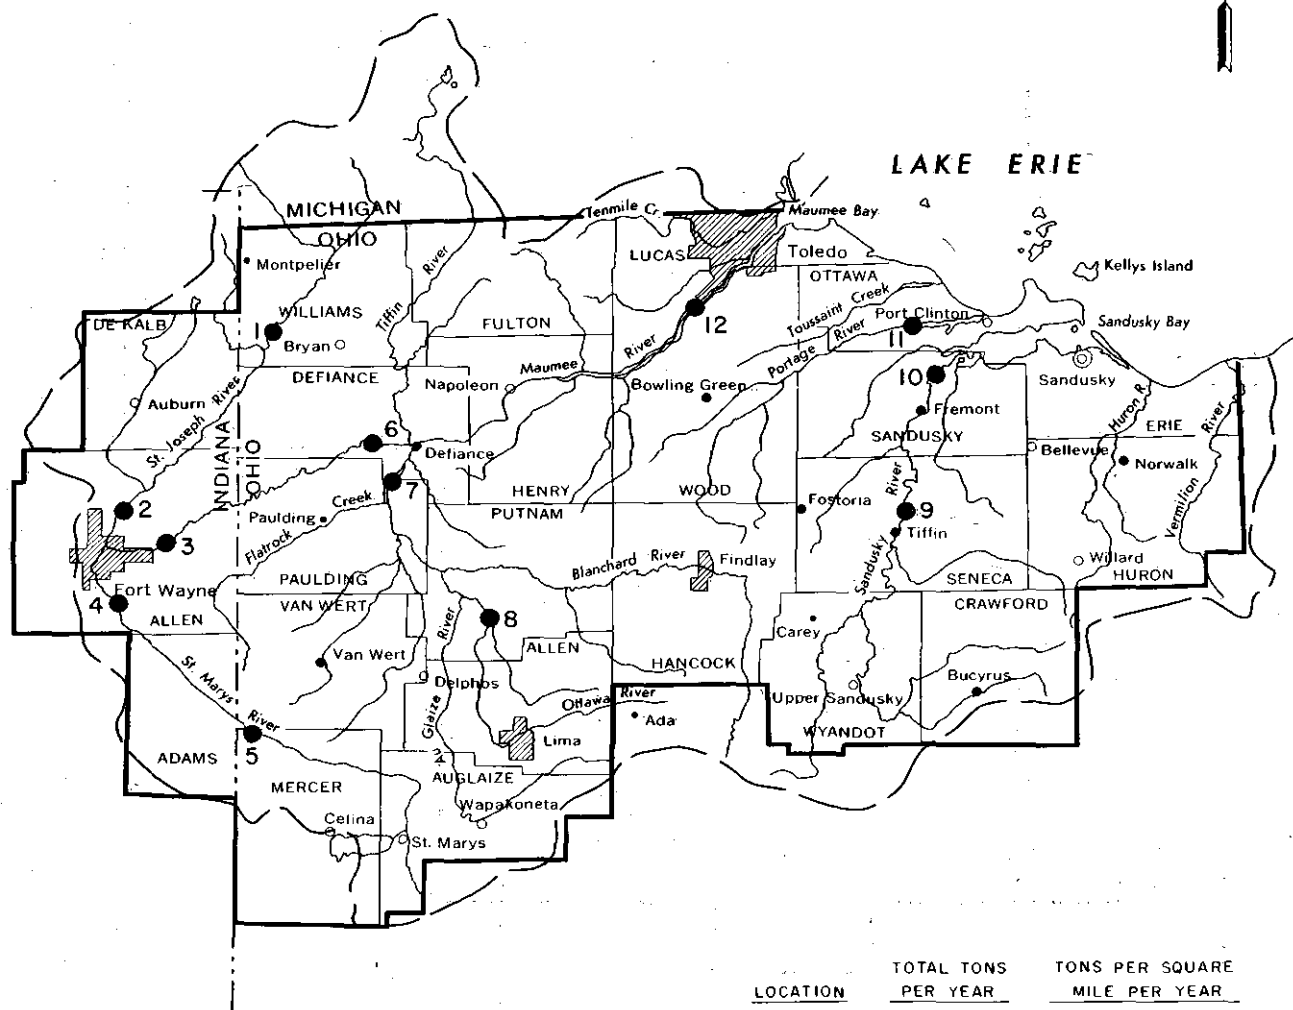 LAKE ERIE
MICHIGAN
OHIO
Tenmile Cr.
Maumee Bay
LUCAS
Toledo
Montpelier
River
OTTAWA
Kellys Island
DE KALB
WILLIAMS
Tiffin
FULTON
12
Toussaint Creek
Port Clinton
Sandusky Bay
1
Bryan
River
Portage River
11
DEFIANCE
Maumee
Napoleon
Bowling Green
10
Sandusky
Auburn
St. Joseph River
Fremont
Huron R.
River
INDIANA
OHIO
6
Defiance
SANDUSKY
ERIE
Bellevue
Norwalk
7
HENRY
WOOD
River
Fostoria
Vermilion
2
Paulding
Creek
PUTNAM
9
Tiffin
3
Flatrock
Blanchard River
Findlay
Sandusky
Willard
Fort Wayne
PAULDING
SENECA
HURON
4
ALLEN
VAN WERT
River
8
CRAWFORD
Carey
Van Wert
ALLEN
HANCOCK
St. Marys
Delphos
Bucyrus
River
Glaize
Ottawa River
Upper Sandusky
Ada
5
Lima
WYANDOT
ADAMS
MERCER
AUGLAIZE
Wapakoneta
Celina
St. Marys
TOTAL TONS
TONS PER SQUARE
LOCATION
PER YEAR
MILE PER YEAR